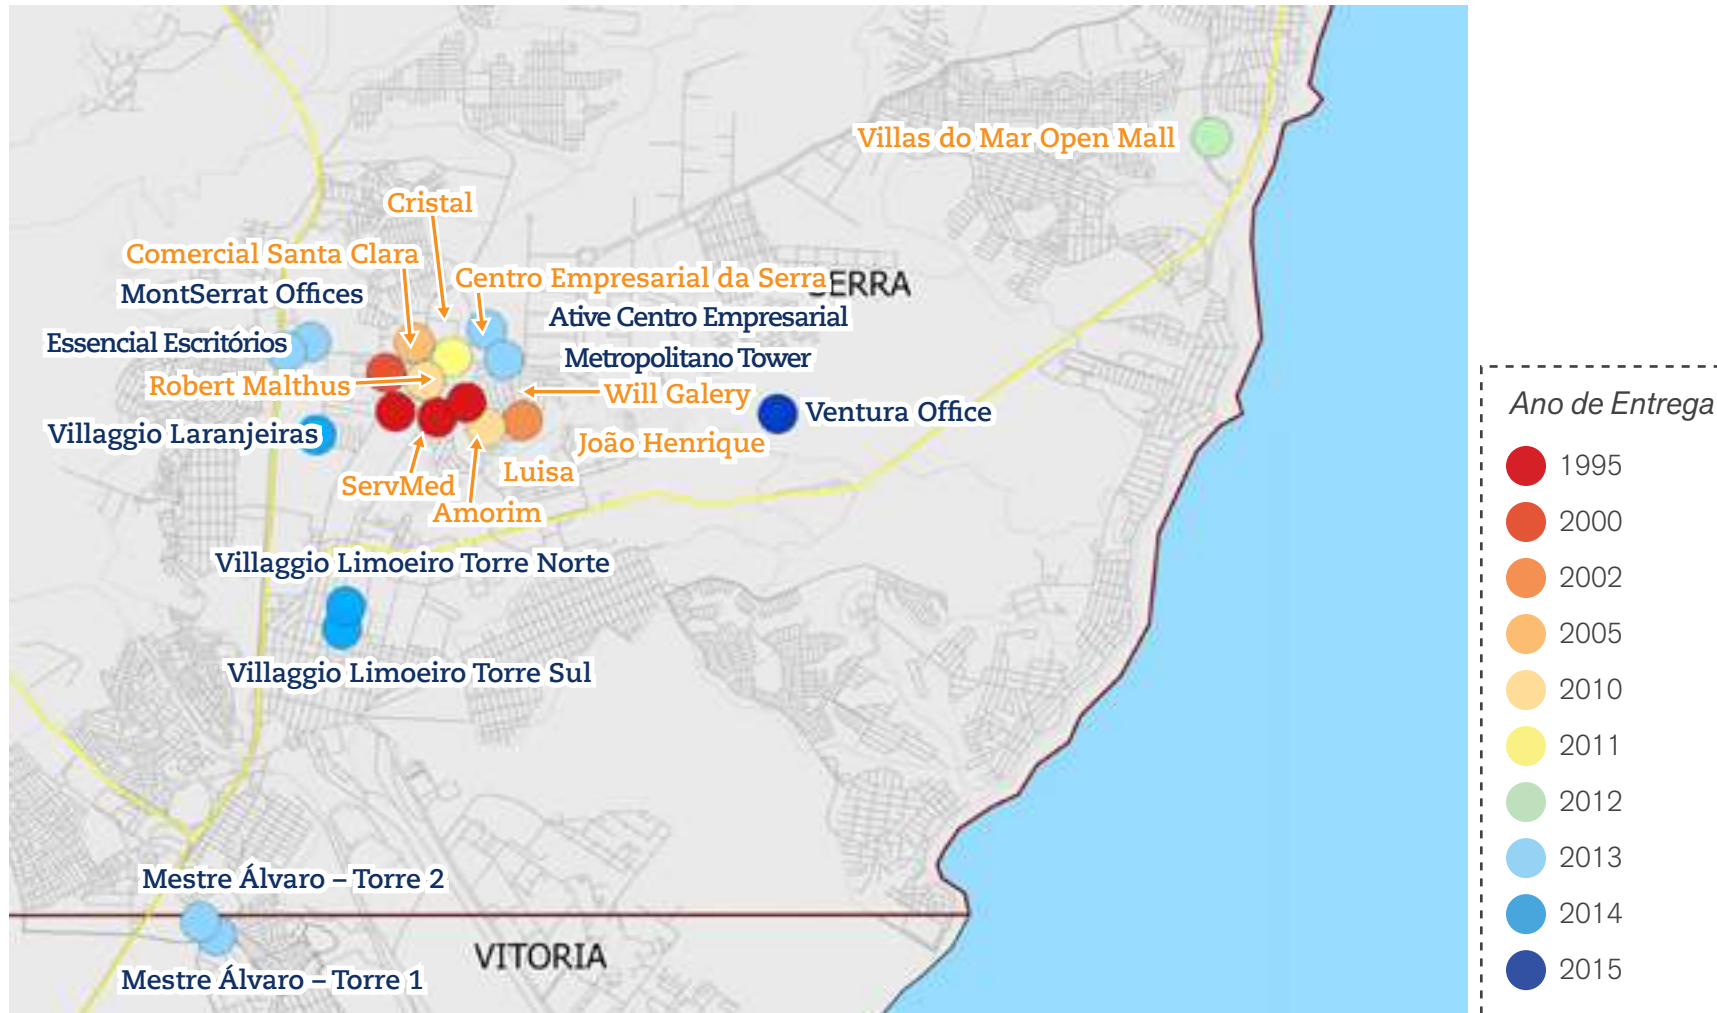 Villas do Mar Open Mall
Cristal
Comercial Santa Clara
Centro Empresarial da Serra
SERRA
MontSerrat Offices
Ative Centro Empresarial
Essencial Escritórios
Metropolitano Tower
Robert Malthus
Will Galery
Ventura Office
Villaggio Laranjeiras
João Henrique
Luisa
ServMed
Amorim
Villaggio Limoeiro Torre Norte
Villaggio Limoeiro Torre Sul
Mestre Álvaro – Torre 2
VITORIA
Mestre Álvaro – Torre 1
Ano de Entrega
1995
2000
2002
2005
2010
2011
2012
2013
2014
2015